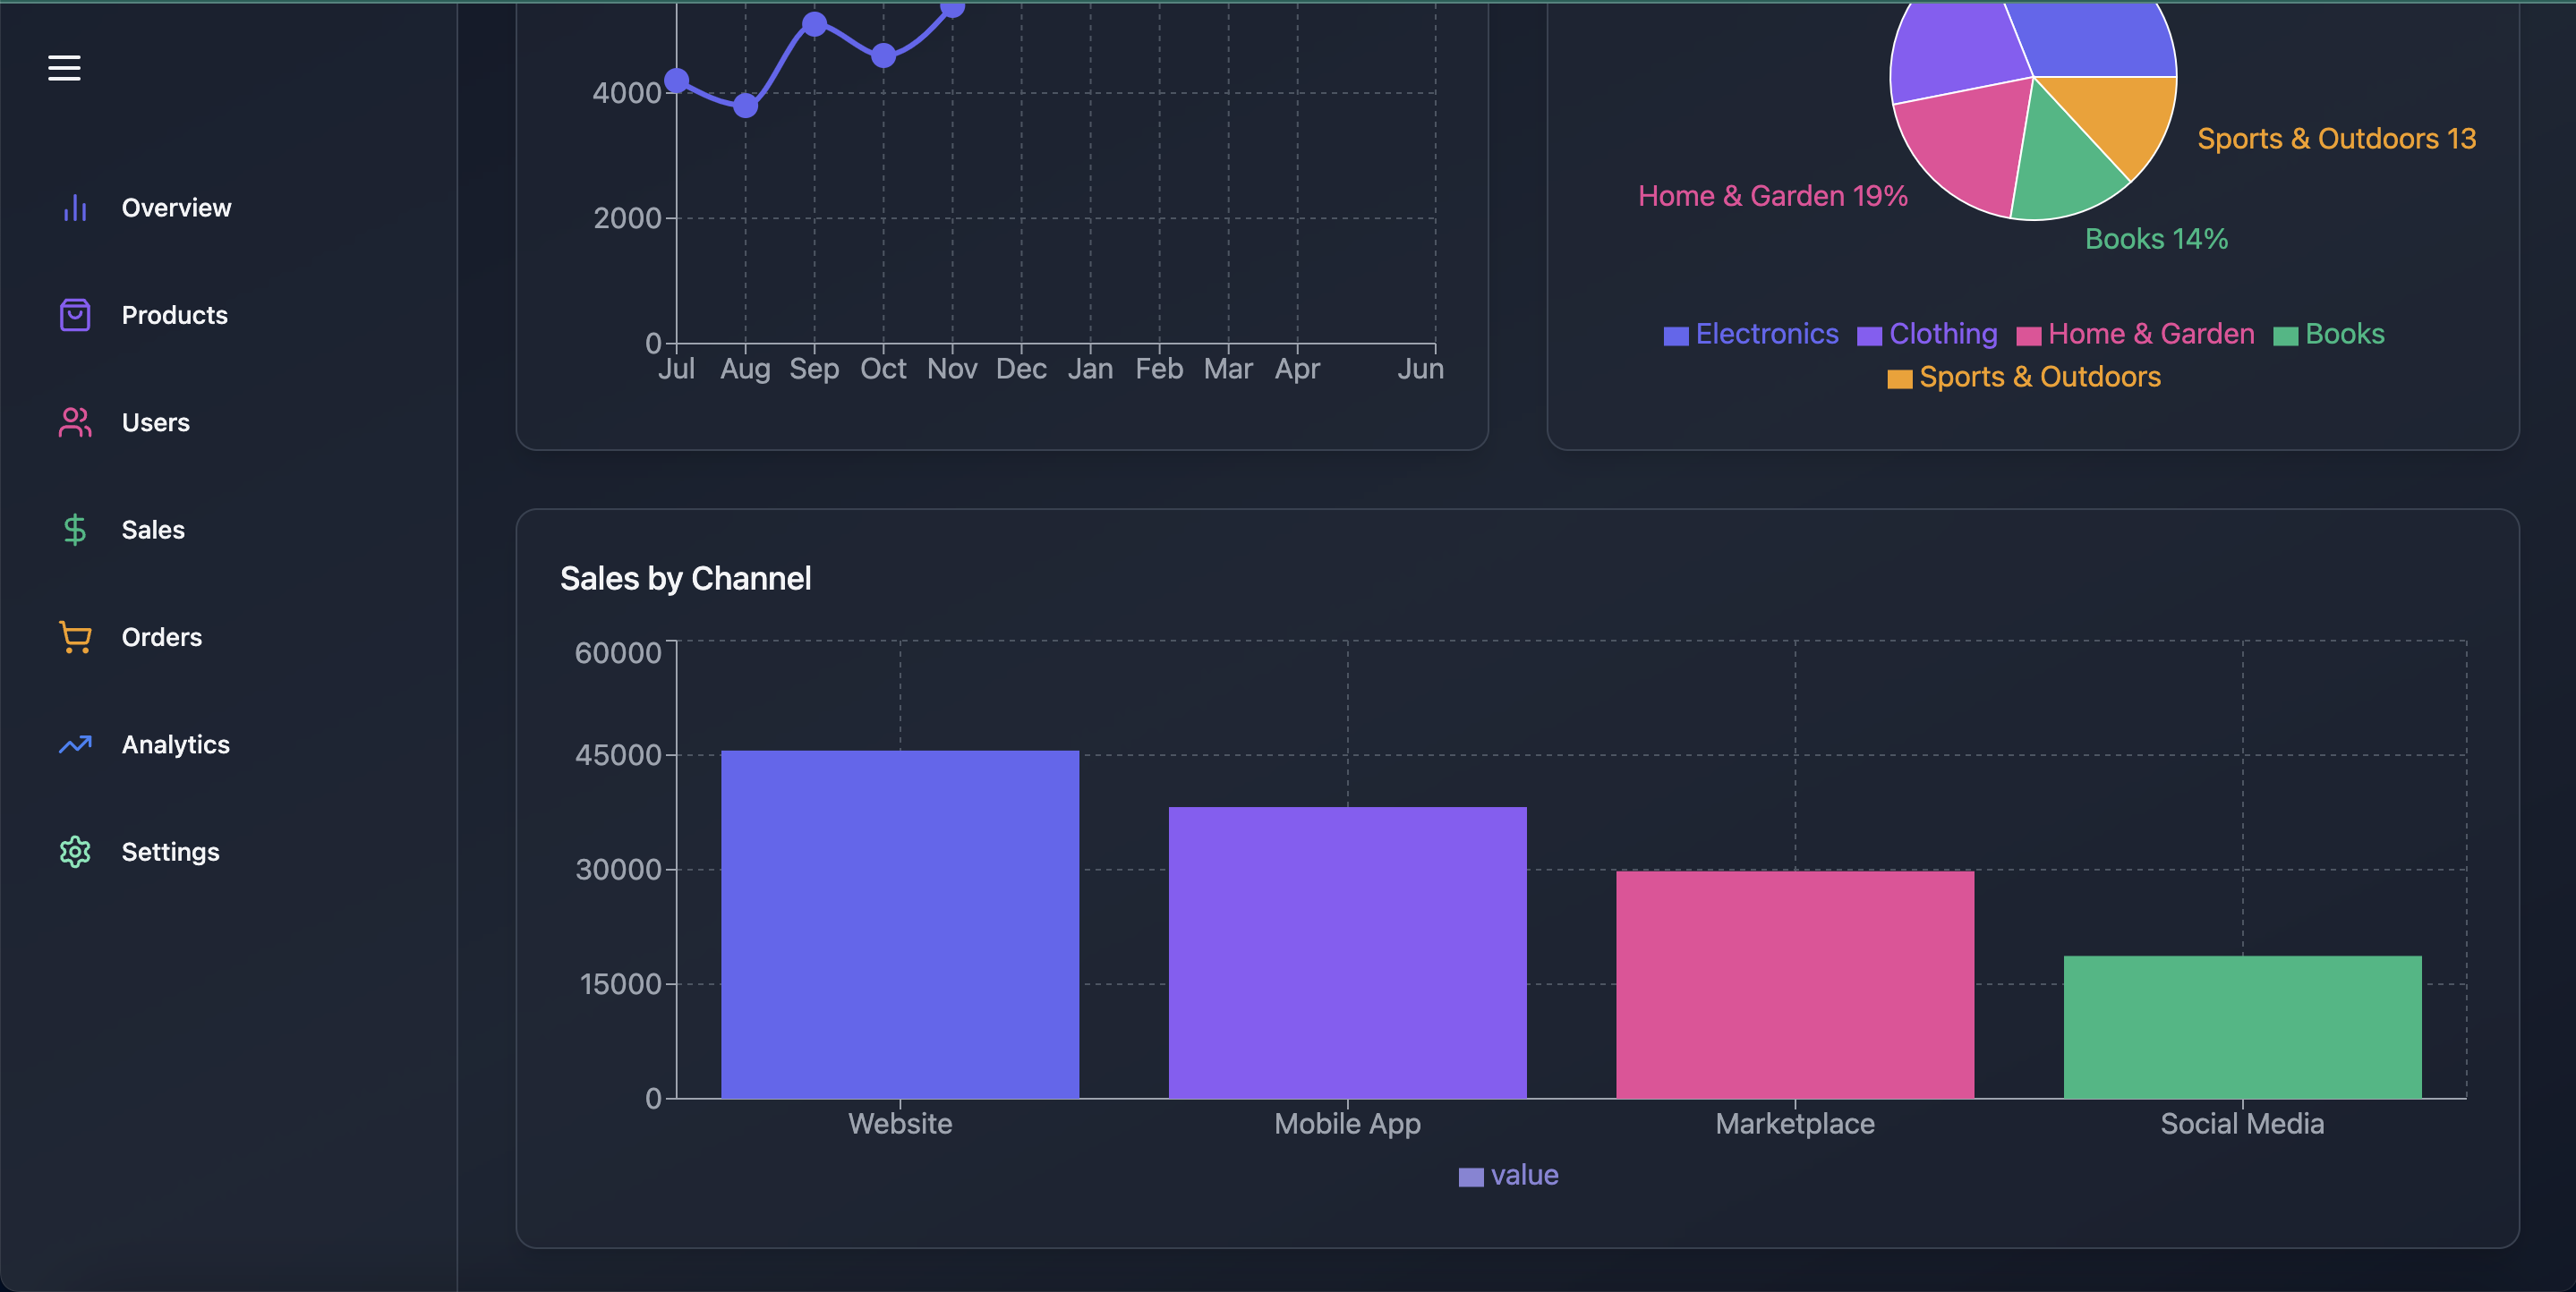 Overview
Products
Users
Sales
Orders
Analytics
Settings
4000
2000
0
Jul Aug Sep Oct Nov Dec Jan Feb Mar Apr Jun
Sports & Outdoors 13
Home & Garden 19%
Books 14%
Electronics Clothing Home & Garden Books
Sports & Outdoors
Sales by Channel
60000
45000
30000
15000
0
Website Mobile App Marketplace Social Media
value